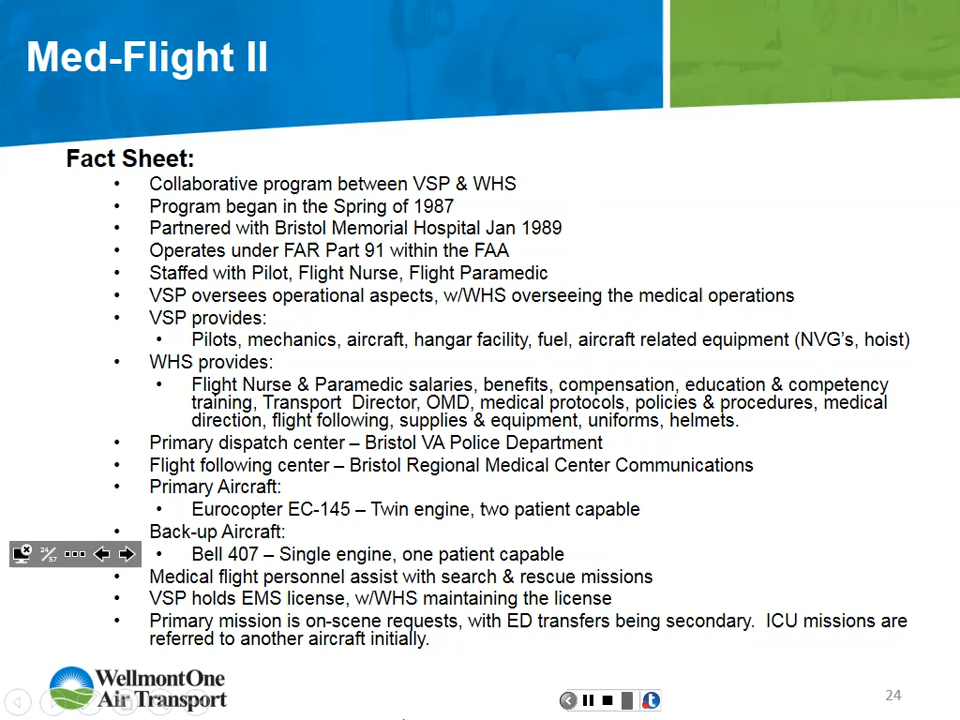 Med-Flight II
Fact Sheet:
• Collaborative program between VSP & WHS
• Program began in the Spring of 1987
• Partnered with Bristol Memorial Hospital Jan 1989
• Operates under FAR Part 91 within the FAA
• Staffed with Pilot, Flight Nurse, Flight Paramedic
• VSP oversees operational aspects, w/WHS overseeing the medical operations
• VSP provides:
• Pilots, mechanics, aircraft, hangar facility, fuel, aircraft related equipment (NVG's, hoist)
• WHS provides:
• Flight Nurse & Paramedic salaries, benefits, compensation, education & competency
training, Transport Director, OMD, medical protocols, policies & procedures, medical
direction, flight following, supplies & equipment, uniforms, helmets.
• Primary dispatch center – Bristol VA Police Department
• Flight following center – Bristol Regional Medical Center Communications
• Primary Aircraft:
• Eurocopter EC-145 – Twin engine, two patient capable
• Back-up Aircraft:
24/57
• Bell 407 – Single engine, one patient capable
• Medical flight personnel assist with search & rescue missions
• VSP holds EMS license, w/WHS maintaining the license
• Primary mission is on-scene requests, with ED transfers being secondary. ICU missions are
referred to another aircraft initially.
WellmontOne
Air Transport
t
24